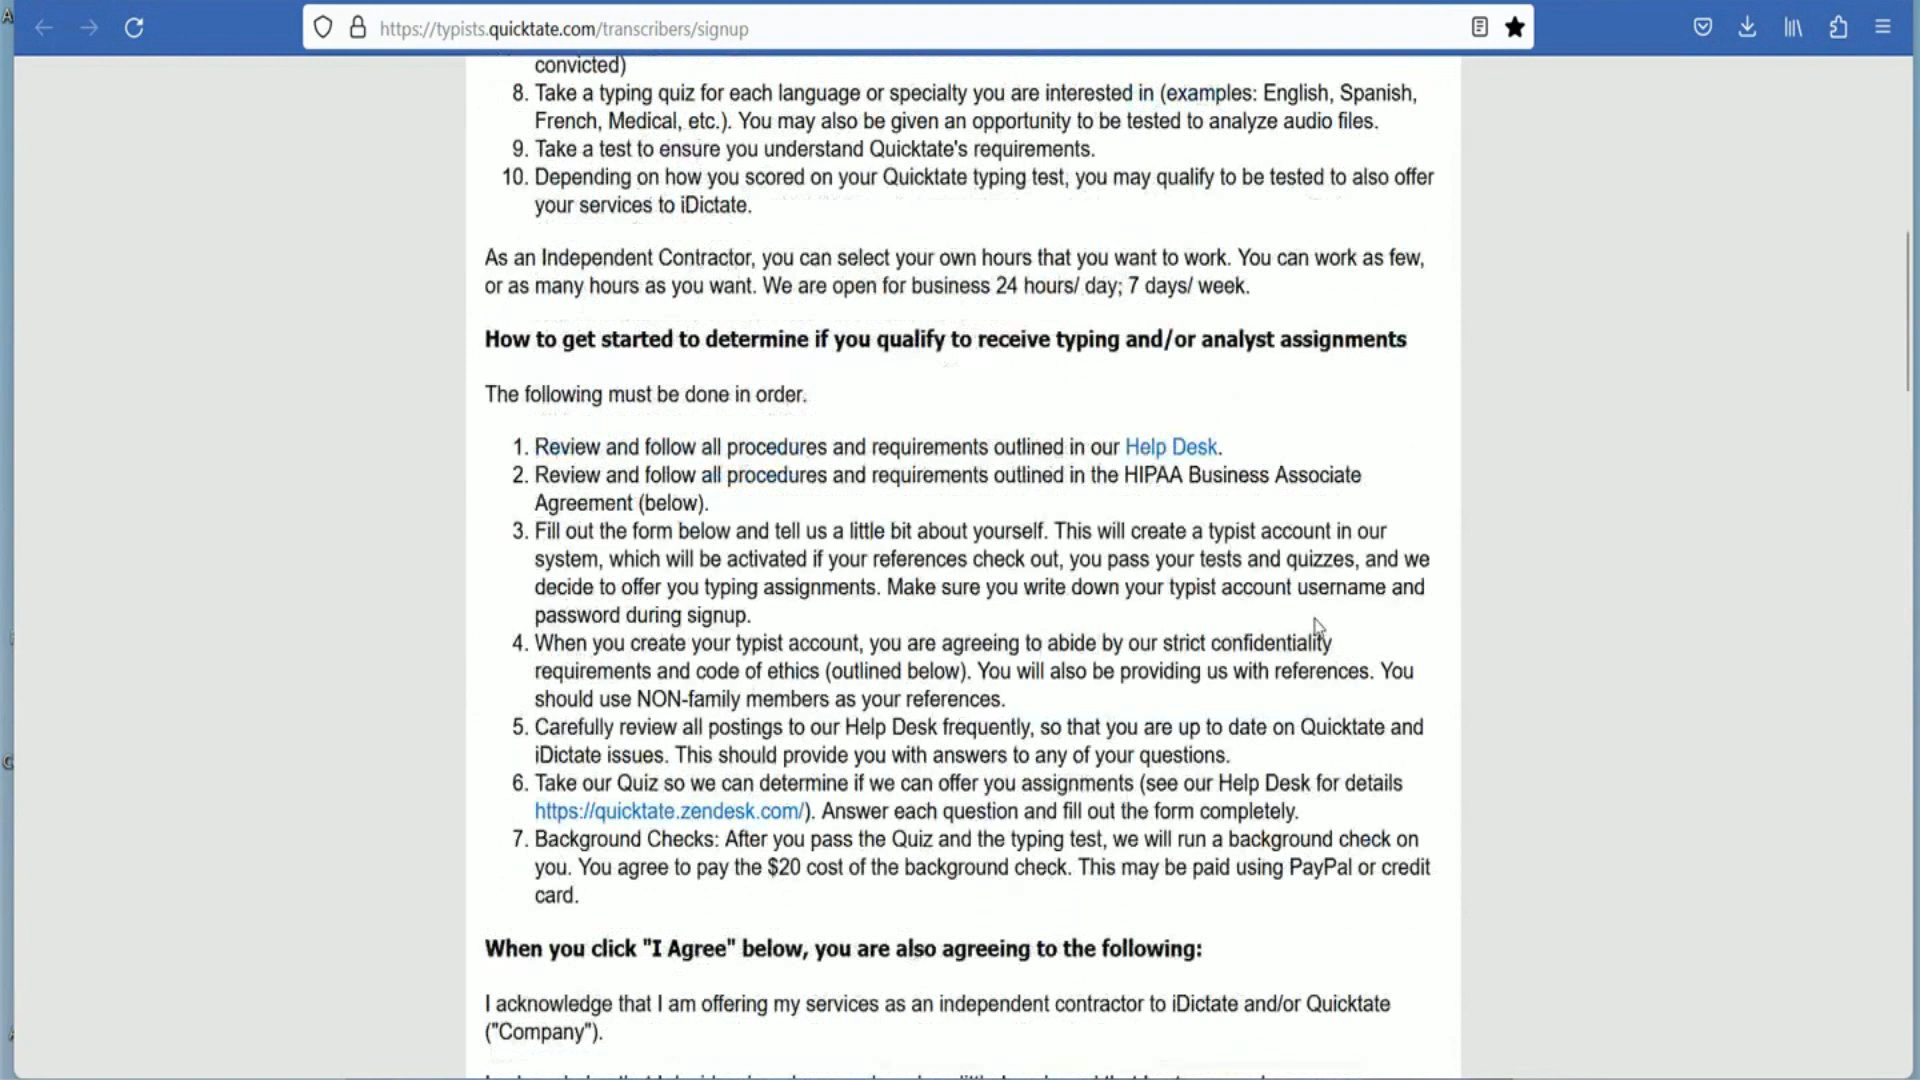 https://typists.quicktate.com/transcribers/signup
convicted)
8. Take a typing quiz for each language or specialty you are interested in (examples: English, Spanish,
French, Medical, etc.). You may also be given an opportunity to be tested to analyze audio files.
9. Take a test to ensure you understand Quicktate's requirements.
10. Depending on how you scored on your Quicktate typing test, you may qualify to be tested to also offer
your services to iDictate.
As an Independent Contractor, you can select your own hours that you want to work. You can work as few,
or as many hours as you want. We are open for business 24 hours/ day; 7 days/ week.
How to get started to determine if you qualify to receive typing and/or analyst assignments
The following must be done in order.
1. Review and follow all procedures and requirements outlined in our Help Desk.
2. Review and follow all procedures and requirements outlined in the HIPAA Business Associate
Agreement (below).
3. Fill out the form below and tell us a little bit about yourself. This will create a typist account in our
system, which will be activated if your references check out, you pass your tests and quizzes, and we
decide to offer you typing assignments. Make sure you write down your typist account username and
password during signup.
4. When you create your typist account, you are agreeing to abide by our strict confidentiality
requirements and code of ethics (outlined below). You will also be providing us with references. You
should use NON-family members as your references.
5. Carefully review all postings to our Help Desk frequently, so that you are up to date on Quicktate and
iDictate issues. This should provide you with answers to any of your questions.
6. Take our Quiz so we can determine if we can offer you assignments (see our Help Desk for details
https://quicktate.zendesk.com/). Answer each question and fill out the form completely.
7. Background Checks: After you pass the Quiz and the typing test, we will run a background check on
you. You agree to pay the $20 cost of the background check. This may be paid using PayPal or credit
card.
When you click "I Agree" below, you are also agreeing to the following:
I acknowledge that I am offering my services as an independent contractor to iDictate and/or Quicktate
("Company").